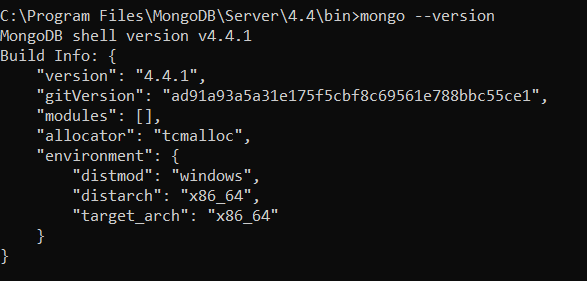 C:\Program Files\MongoDB\Server\4.4\bin>mongo --version
MongoDB shell version v4.4.1
Build Info: {
    "version": "4.4.1",
    "gitVersion": "ad91a93a5a31e175f5cbf8c69561e788bbc55ce1",
    "modules": [],
    "allocator": "tcmalloc",
    "environment": {
        "distmod": "windows",
        "distarch": "x86_64",
        "target_arch": "x86_64"
    }
}